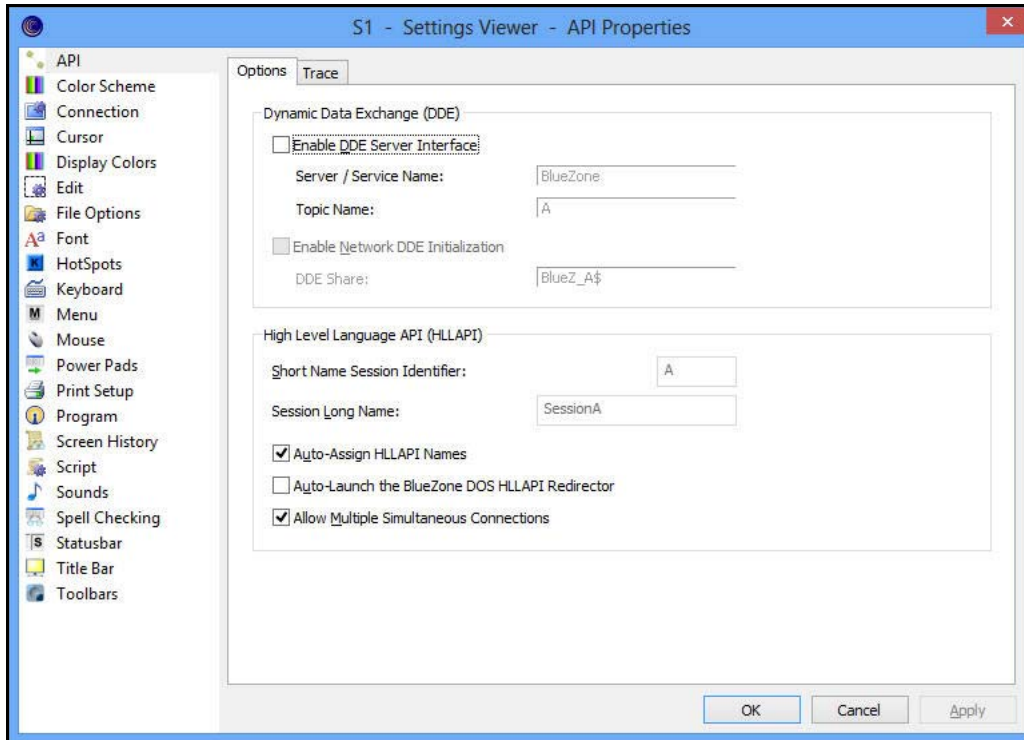 S1 - Settings Viewer - API Properties
API
Color Scheme
Connection
Cursor
Display Colors
Edit
File Options
Font
HotSpots
Keyboard
Menu
Mouse
Power Pads
Print Setup
Program
Screen History
Script
Sounds
Spell Checking
Statusbar
Title Bar
Toolbars
Options Trace
Dynamic Data Exchange (DDE)
Enable DDE Server Interface
Server / Service Name: BlueZone
Topic Name: A
Enable Network DDE Initialization
DDE Share: BlueZ_A$
High Level Language API (HLLAPI)
Short Name Session Identifier: A
Session Long Name: SessionA
Auto-Assign HLLAPI Names
Auto-Launch the BlueZone DOS HLLAPI Redirector
Allow Multiple Simultaneous Connections
OK Cancel Apply